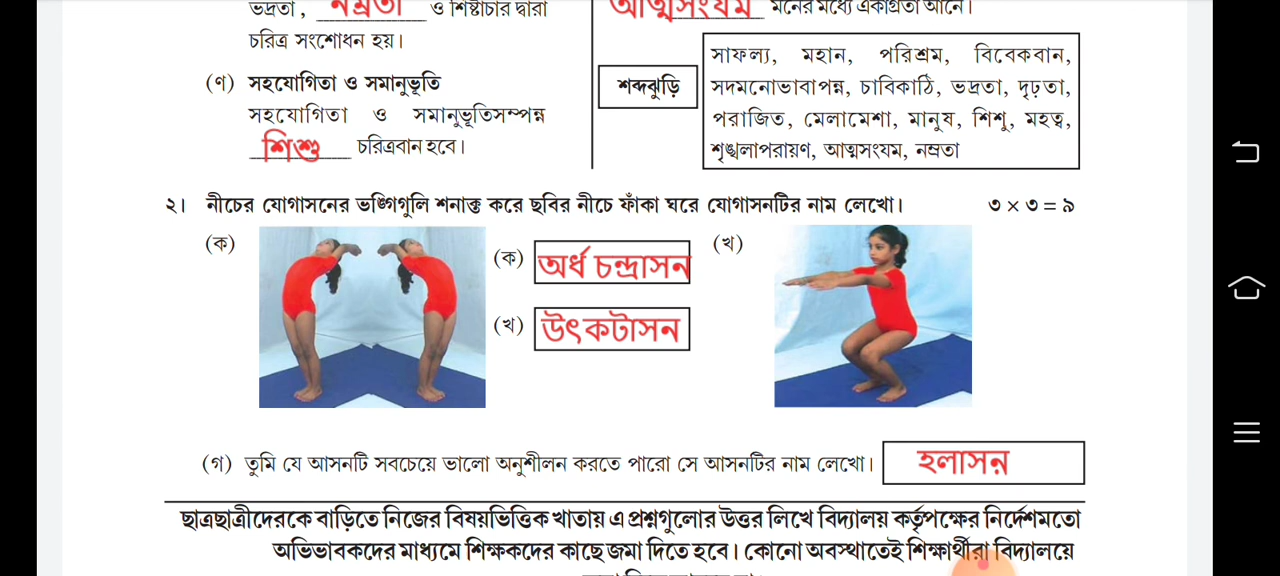 ভদ্রতা, নম্রতা ও শিষ্টাচার দ্বারা
চরিত্র সংশোধন হয়।
(ণ) সহযোগিতা ও সমানুভূতি
সহযোগিতা ও সমানুভূতিসম্পন্ন
শিশু চরিত্রবান হবে।
আত্মসংযম মনের মধ্যে একাগ্রতা আনে।
শব্দঝুড়ি
সাফল্য, মহান, পরিশ্রম, বিবেকবান,
সদমনোভাবাপন্ন, চাবিকাঠি, ভদ্রতা, দৃঢ়তা,
পরাজিত, মেলামেশা, মানুষ, শিশু, মহত্ব,
শৃঙ্খলাপরায়ণ, আত্মসংযম, নম্রতা
২। নীচের যোগাসনের ভঙ্গিগুলি শনাক্ত করে ছবির নীচে ফাঁকা ঘরে যোগাসনটির নাম লেখো। ৩ × ৩ = ৯
(ক) (ক) অর্ধ চন্দ্রাসন (খ)
(খ) উৎকটাসন
(গ) তুমি যে আসনটি সবচেয়ে ভালো অনুশীলন করতে পারো সে আসনটির নাম লেখো। হলাসন
ছাত্রছাত্রীদেরকে বাড়িতে নিজের বিষয়ভিত্তিক খাতায় এ প্রশ্নগুলোর উত্তর লিখে বিদ্যালয় কর্তৃপক্ষের নির্দেশমতো
অভিভাবকদের মাধ্যমে শিক্ষকদের কাছে জমা দিতে হবে। কোনো অবস্থাতেই শিক্ষার্থীরা বিদ্যালয়ে